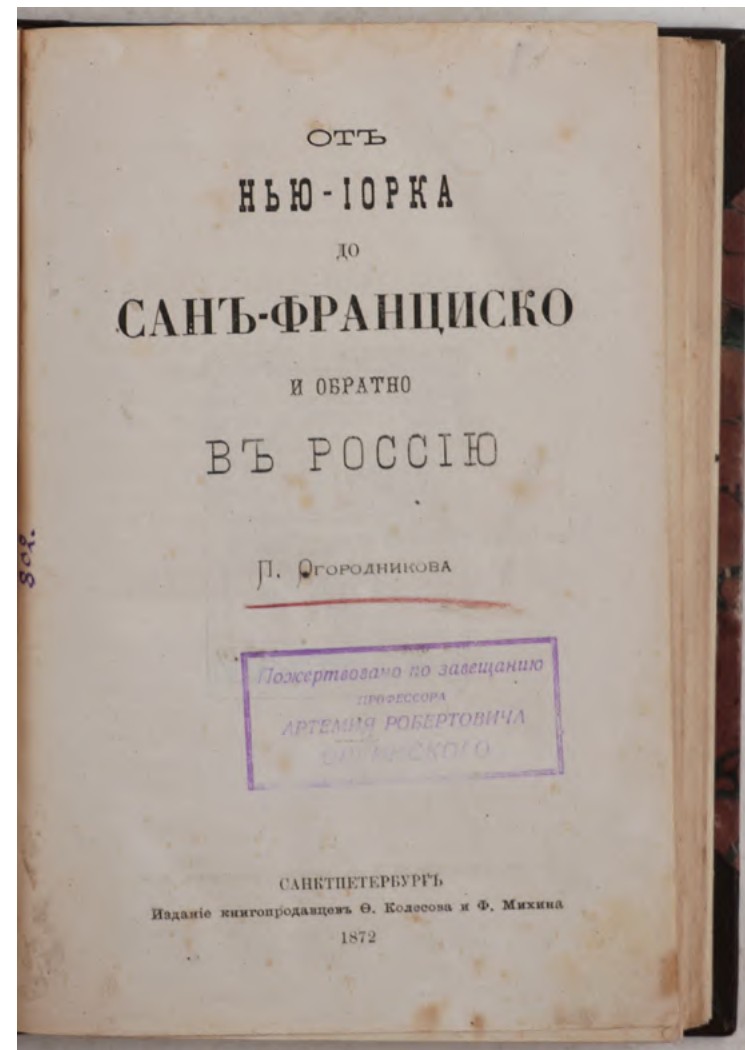 ОТЪ
НЬЮ-ІОРКА
ДО
САНЪ-ФРАНЦИСКО
И ОБРАТНО
ВЪ РОССІЮ
П. ОГОРОДНИКОВА
802.
Пожертвовано по завещанию
ПРОФЕССОРА
АРТЕМИЯ РОБЕРТОВИЧА
САНКТПЕТЕРБУРГЪ
Изданіе книгопродавцевъ Ѳ. Колесова и Ф. Михина
1872